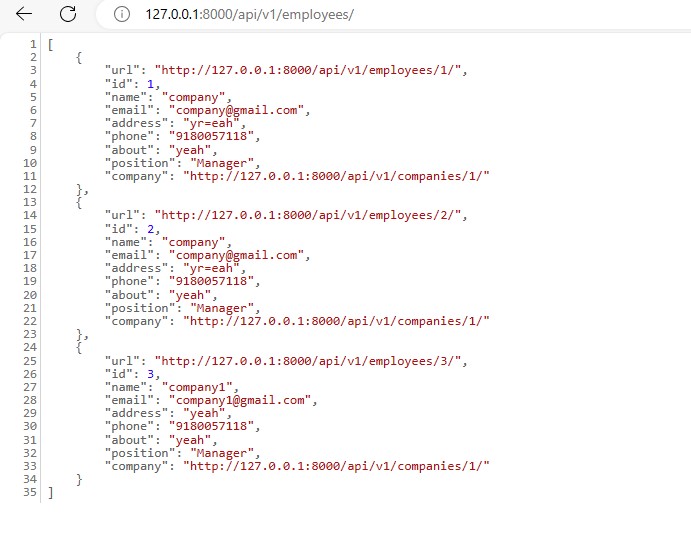 127.0.0.1:8000/api/v1/employees/
1 [
2 {
3 "url": "http://127.0.0.1:8000/api/v1/employees/1/",
4 "id": 1,
5 "name": "company",
6 "email": "company@gmail.com",
7 "address": "yr=eah",
8 "phone": "9180057118",
9 "about": "yeah",
10 "position": "Manager",
11 "company": "http://127.0.0.1:8000/api/v1/companies/1/"
12 },
13 {
14 "url": "http://127.0.0.1:8000/api/v1/employees/2/",
15 "id": 2,
16 "name": "company",
17 "email": "company@gmail.com",
18 "address": "yr=eah",
19 "phone": "9180057118",
20 "about": "yeah",
21 "position": "Manager",
22 "company": "http://127.0.0.1:8000/api/v1/companies/1/"
23 },
24 {
25 "url": "http://127.0.0.1:8000/api/v1/employees/3/",
26 "id": 3,
27 "name": "company1",
28 "email": "company1@gmail.com",
29 "address": "yeah",
30 "phone": "9180057118",
31 "about": "yeah",
32 "position": "Manager",
33 "company": "http://127.0.0.1:8000/api/v1/companies/1/"
34 }
35 ]